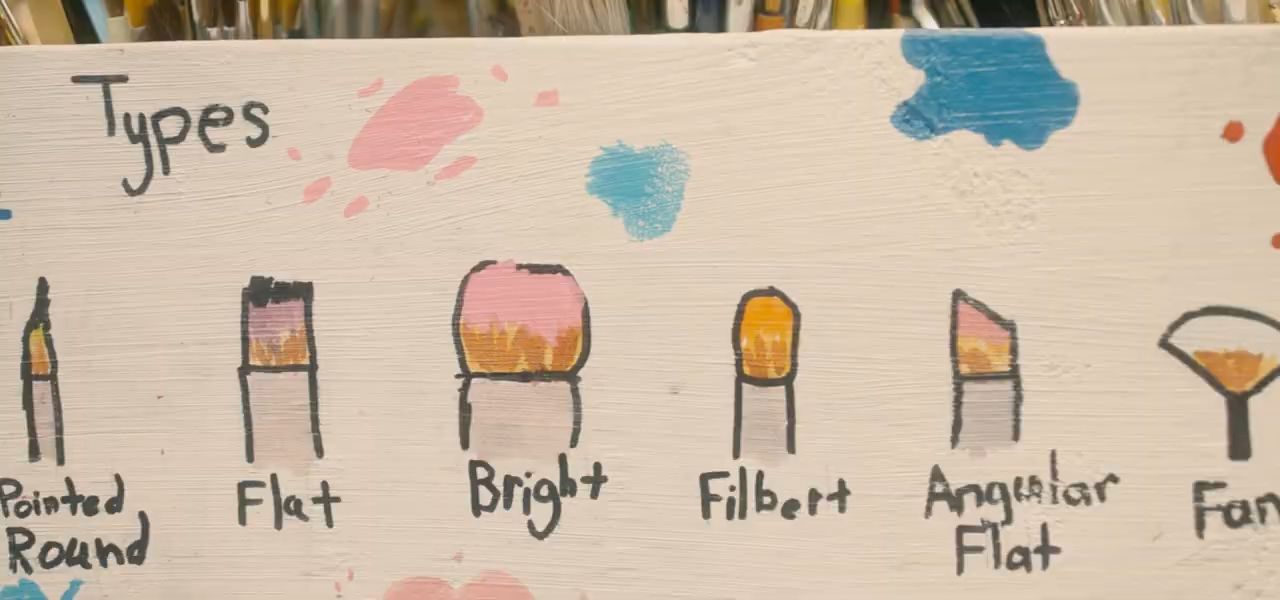 Types
Pointed
Round
Flat
Bright
Filbert
Angular
Flat
Fan